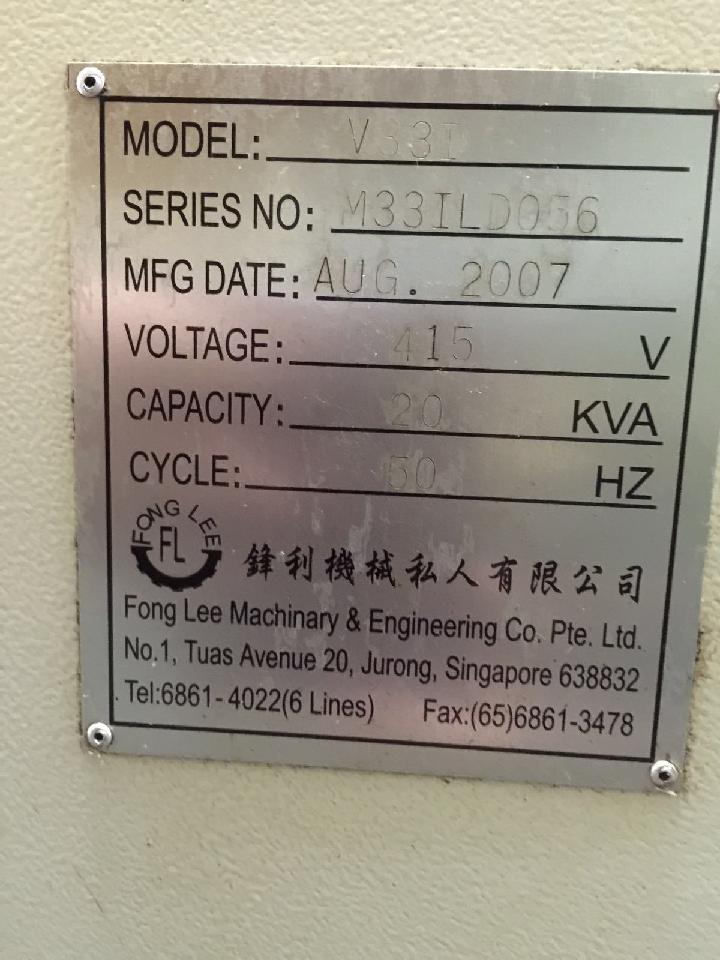 MODEL: V33I
SERIES NO: M33ILD056
MFG DATE: AUG. 2007
VOLTAGE: 415 V
CAPACITY: 20 KVA
CYCLE: 50 HZ
FONG LEE
FL
鋒利機械私人有限公司
Fong Lee Machinery & Engineering Co. Pte. Ltd.
No.1, Tuas Avenue 20, Jurong, Singapore 638832
Tel:6861-4022(6 Lines) Fax:(65)6861-3478